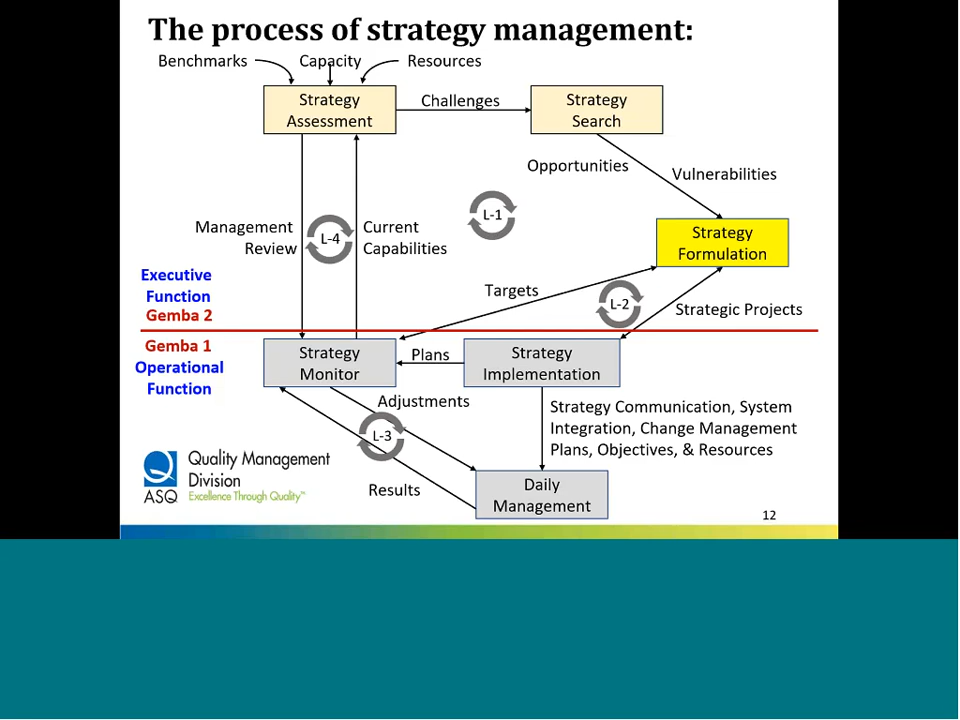 The process of strategy management:
Benchmarks
Capacity
Resources
Strategy
Assessment
Challenges
Strategy
Search
Opportunities
Vulnerabilities
L-1
Management
Review
L-4
Current
Capabilities
Strategy
Formulation
Executive
Function
Gemba 2
Targets
L-2
Strategic Projects
Gemba 1
Operational
Function
Strategy
Monitor
Plans
Strategy
Implementation
Adjustments
L-3
Results
Strategy Communication, System
Integration, Change Management
Plans, Objectives, & Resources
Daily
Management
ASQ
Quality Management
Division
Excellence Through Quality™
12